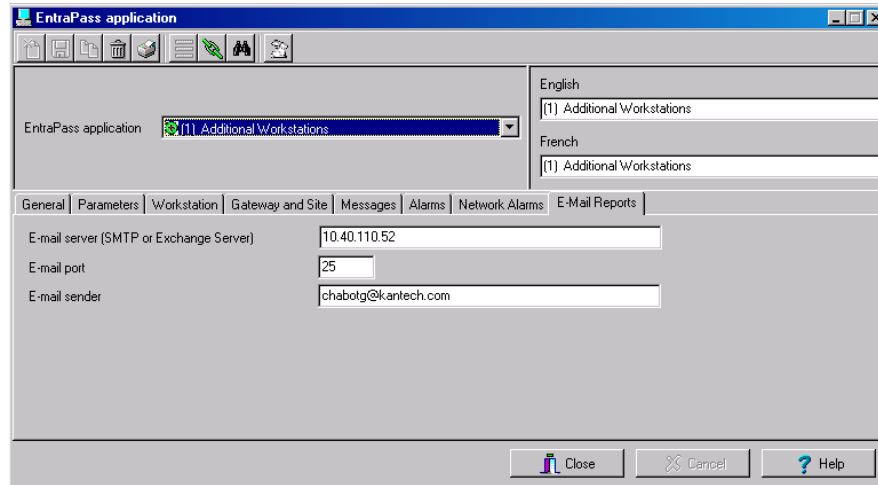 EntraPass application
English
(1) Additional Workstations
EntraPass application
(1) Additional Workstations
French
(1) Additional Workstations
General
Parameters
Workstation
Gateway and Site
Messages
Alarms
Network Alarms
E-Mail Reports
E-mail server (SMTP or Exchange Server)
10.40.110.52
E-mail port
25
E-mail sender
chabotg@kantech.com
Close
Cancel
Help